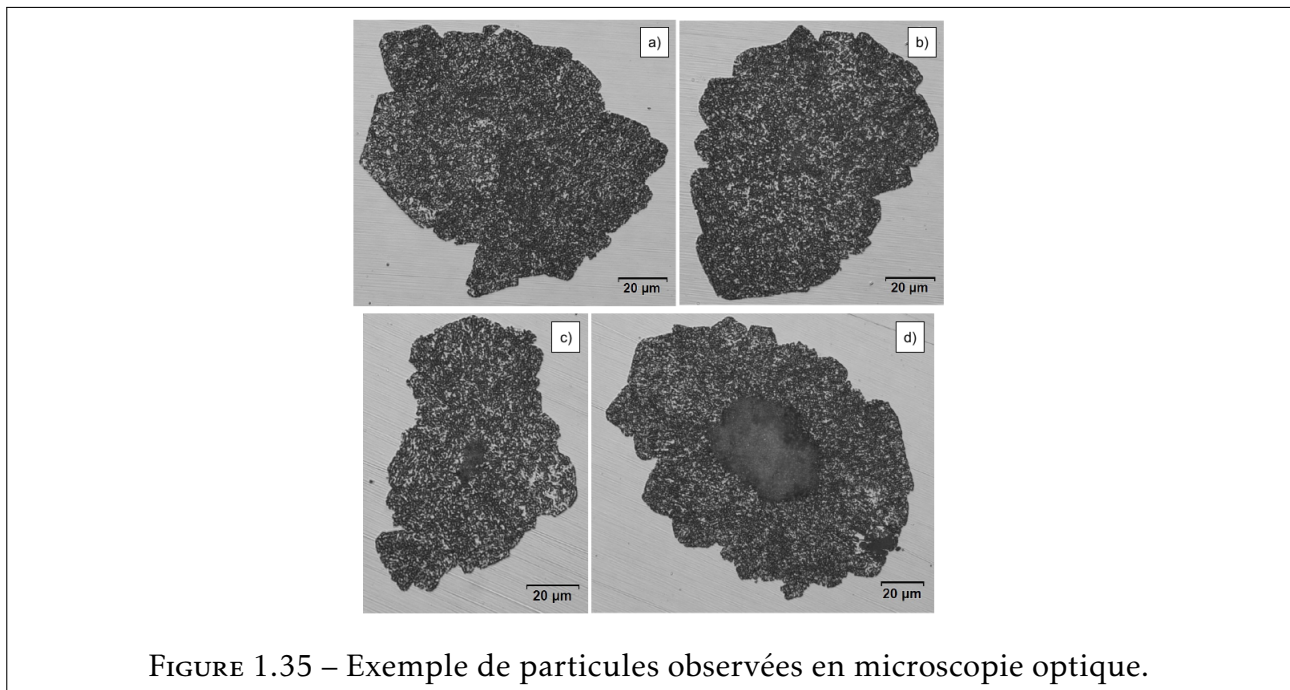 a)
b)
20 µm
20 µm
c)
d)
20 µm
20 µm
FIGURE 1.35 – Exemple de particules observées en microscopie optique.